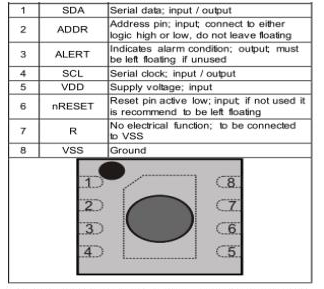 1 SDA Serial data; input / output
2 ADDR Address pin; input; connect to either
logic high or low, do not leave floating
3 ALERT Indicates alarm condition; output; must
be left floating if unused
4 SCL Serial clock; input / output
5 VDD Supply voltage; input
6 nRESET Reset pin active low; input; if not used it
is recommend to be left floating
7 R No electrical function; to be connected
to VSS
8 VSS Ground
1 8
2 7
3 6
4 5